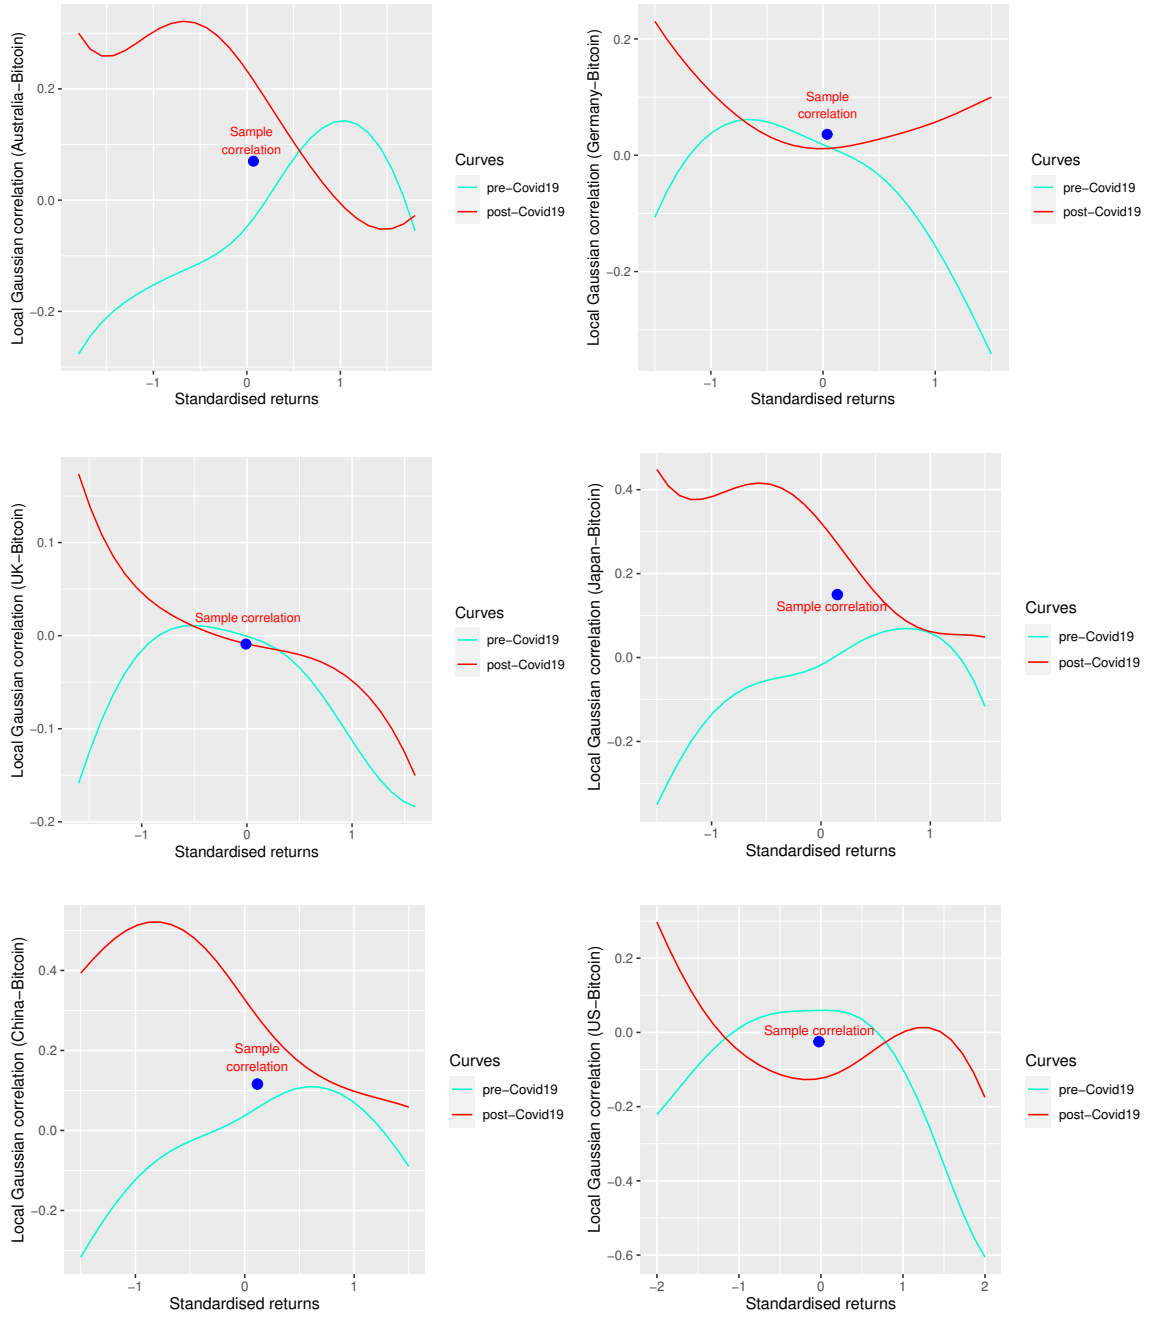 Local Gaussian correlation (Australia−Bitcoin)
0.2
0.0
−0.2
Sample
correlation
−1
0
1
Standardised returns
Curves
pre−Covid19
post−Covid19
Local Gaussian correlation (Germany−Bitcoin)
0.2
0.0
−0.2
Sample
correlation
−1
0
1
Standardised returns
Curves
pre−Covid19
post−Covid19
Local Gaussian correlation (UK−Bitcoin)
0.1
0.0
−0.1
−0.2
Sample correlation
−1
0
1
Standardised returns
Curves
pre−Covid19
post−Covid19
Local Gaussian correlation (Japan−Bitcoin)
0.4
0.2
0.0
−0.2
Sample correlation
−1
0
1
Standardised returns
Curves
pre−Covid19
post−Covid19
Local Gaussian correlation (China−Bitcoin)
0.4
0.2
0.0
−0.2
Sample
correlation
−1
0
1
Standardised returns
Curves
pre−Covid19
post−Covid19
Local Gaussian correlation (US−Bitcoin)
0.2
0.0
−0.2
−0.4
−0.6
Sample correlation
−2
−1
0
1
2
Standardised returns
Curves
pre−Covid19
post−Covid19